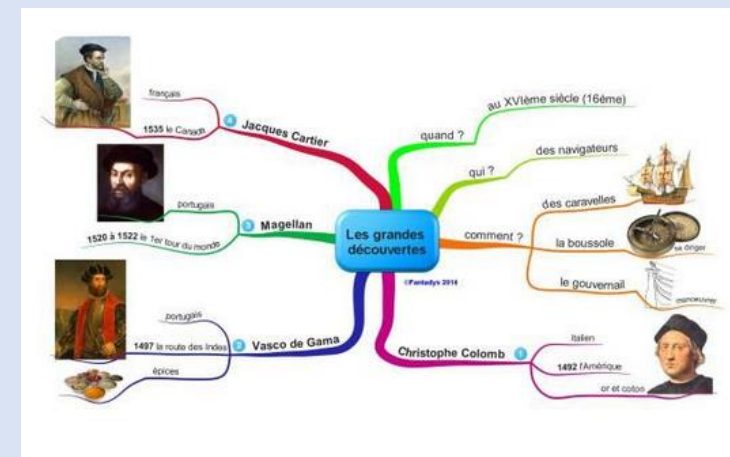 Les grandes
découvertes
©Fantadys 2014
quand ?
au XVIème siècle (16ème)
qui ?
des navigateurs
comment ?
des caravelles
la boussole
se diriger
le gouvernail
manoeuvrer
Christophe Colomb 1
Italien
1492 l'Amérique
or et coton
Vasco de Gama 2
portugais
1497 la route des Indes
épices
Magellan 3
portugais
1520 à 1522 le 1er tour du monde
Jacques Cartier 4
français
1535 le Canada